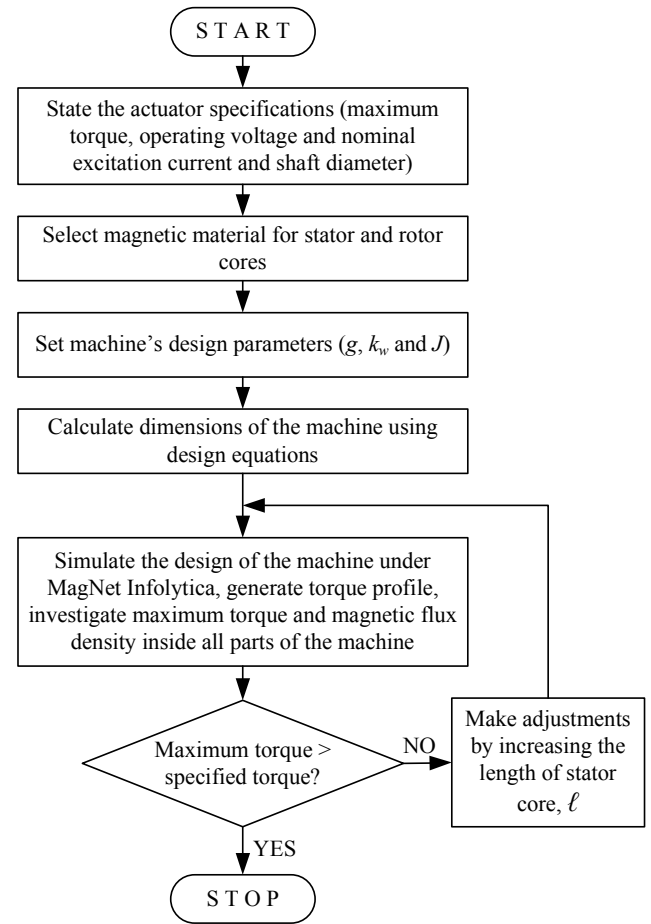 S T A R T
State the actuator specifications (maximum
torque, operating voltage and nominal
excitation current and shaft diameter)
Select magnetic material for stator and rotor
cores
Set machine's design parameters (g, kw and J)
Calculate dimensions of the machine using
design equations
Simulate the design of the machine under
MagNet Infolytica, generate torque profile,
investigate maximum torque and magnetic flux
density inside all parts of the machine
Maximum torque >
specified torque?
NO
Make adjustments
by increasing the
length of stator
core, ℓ
YES
S T O P